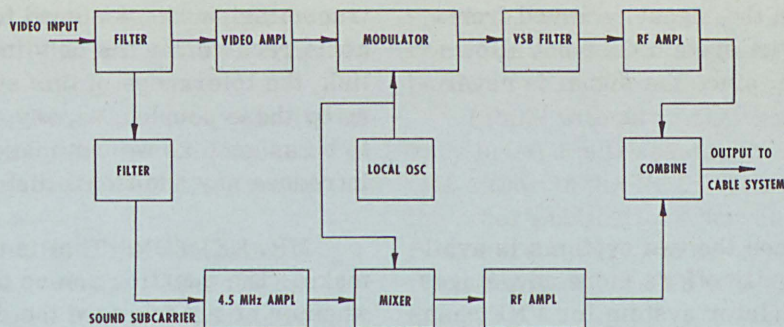 VIDEO INPUT
FILTER
VIDEO AMPL
MODULATOR
VSB FILTER
RF AMPL
FILTER
LOCAL OSC
COMBINE
OUTPUT TO
CABLE SYSTEM
4.5 MHz AMPL
MIXER
RF AMPL
SOUND SUBCARRIER